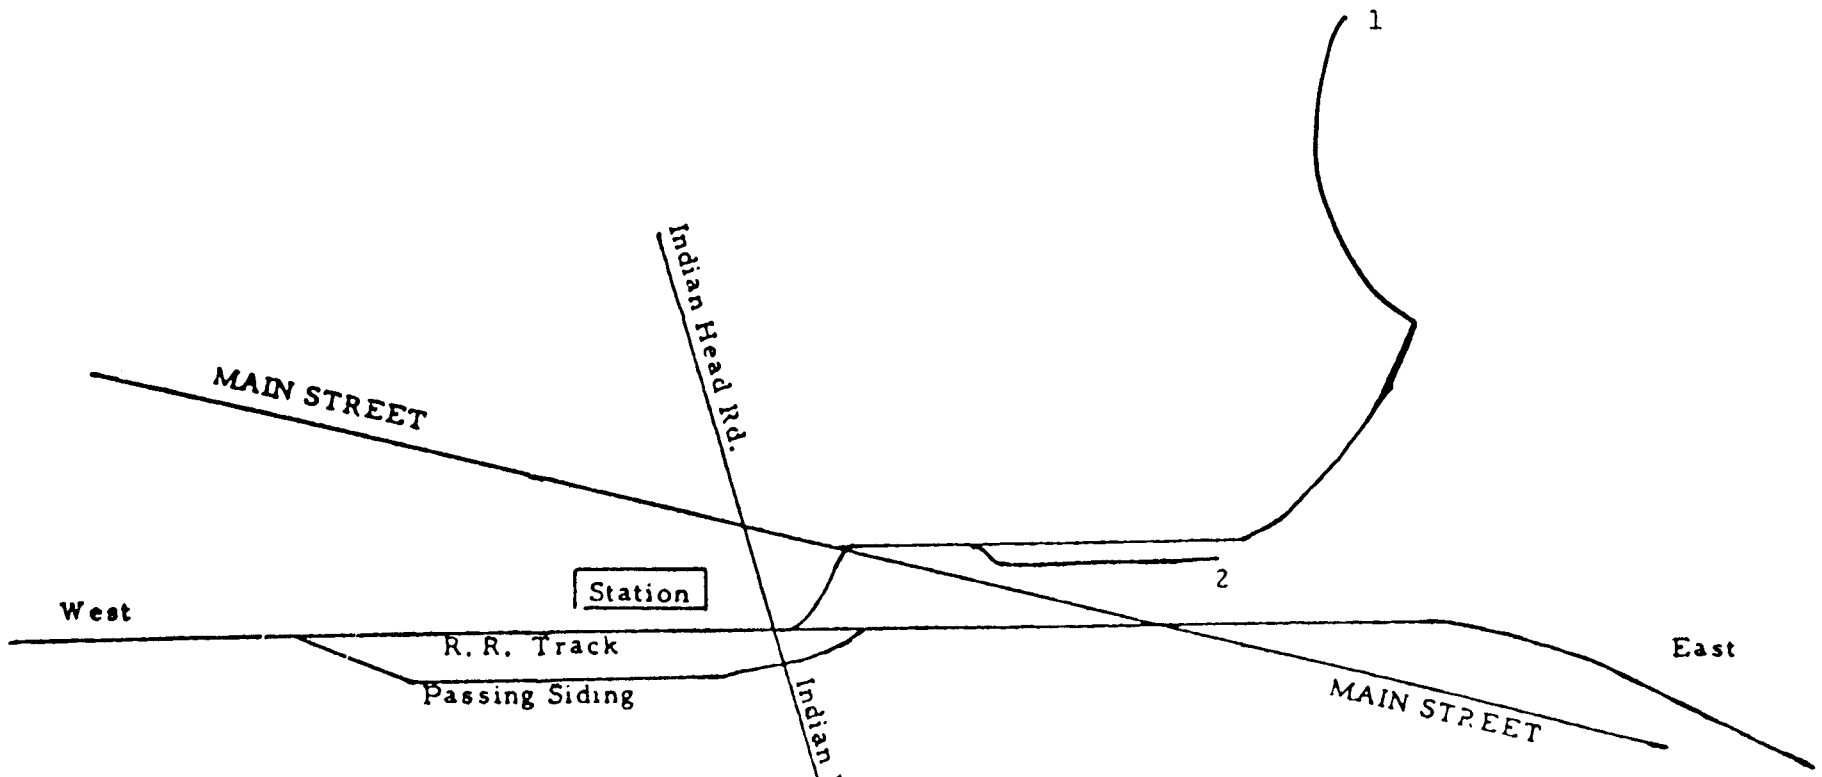 1
Indian Head Rd.
MAIN STREET
2
Station
West
R. R. Track
East
Passing Siding
Indian
MAIN STREET